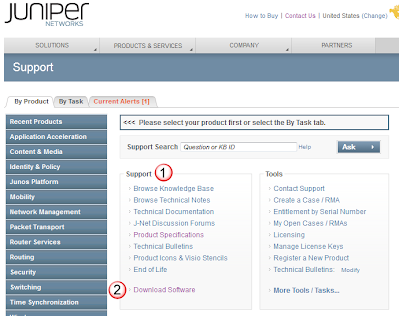 JUNIPER
NETWORKS
How to Buy | Contact Us | United States (Change)
SOLUTIONS
PRODUCTS & SERVICES
COMPANY
PARTNERS
Support
By Product
By Task
Current Alerts [1]
Recent Products
Application Acceleration
Content & Media
Identity & Policy
Junos Platform
Mobility
Network Management
Packet Transport
Router Services
Routing
Security
Switching
Time Synchronization
<<< Please select your product first or select the By Task tab.
Support Search Question or KB ID Help Ask
Support 1
Browse Knowledge Base
Browse Technical Notes
Technical Documentation
J-Net Discussion Forums
Product Specifications
Technical Bulletins
Product Icons & Visio Stencils
End of Life
2 Download Software
Tools
Contact Support
Create a Case / RMA
Entitlement by Serial Number
My Open Cases / RMAs
Licensing
Manage License Keys
Register a New Product
Technical Bulletins: Modify
More Tools / Tasks...